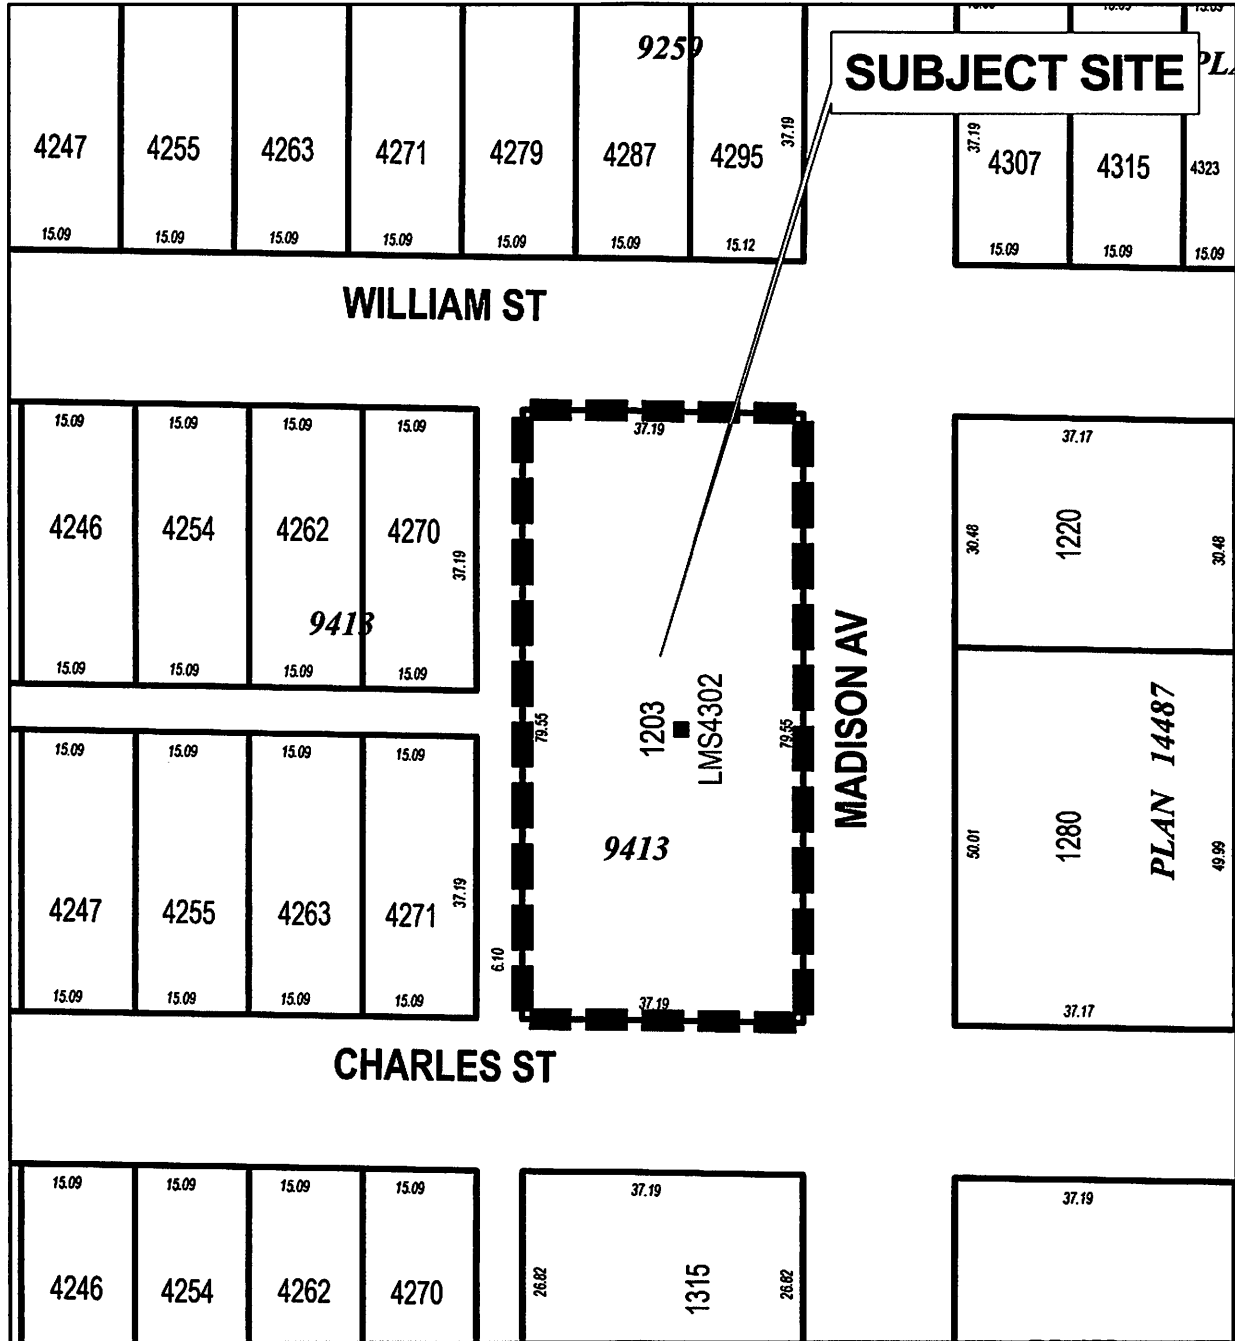 9259
SUBJECT SITE
PLA
4247 4255 4263 4271 4279 4287 4295 37.19
37.19 4307 4315 4323
15.09 15.09 15.09 15.09 15.09 15.09 15.12
15.09 15.09 15.09
WILLIAM ST
15.09 15.09 15.09 15.09
37.19
37.17
4246 4254 4262 4270
37.19
30.48 1220 30.48
9413
15.09 15.09 15.09 15.09
MADISON AV
79.55 1203 LMS4302 79.55
15.09 15.09 15.09 15.09
PLAN 14487
9413
50.01 1280 49.99
4247 4255 4263 4271
37.19
6.10
15.09 15.09 15.09 15.09
37.19
37.17
CHARLES ST
15.09 15.09 15.09 15.09
37.19
37.19
4246 4254 4262 4270
26.82 1315 26.82